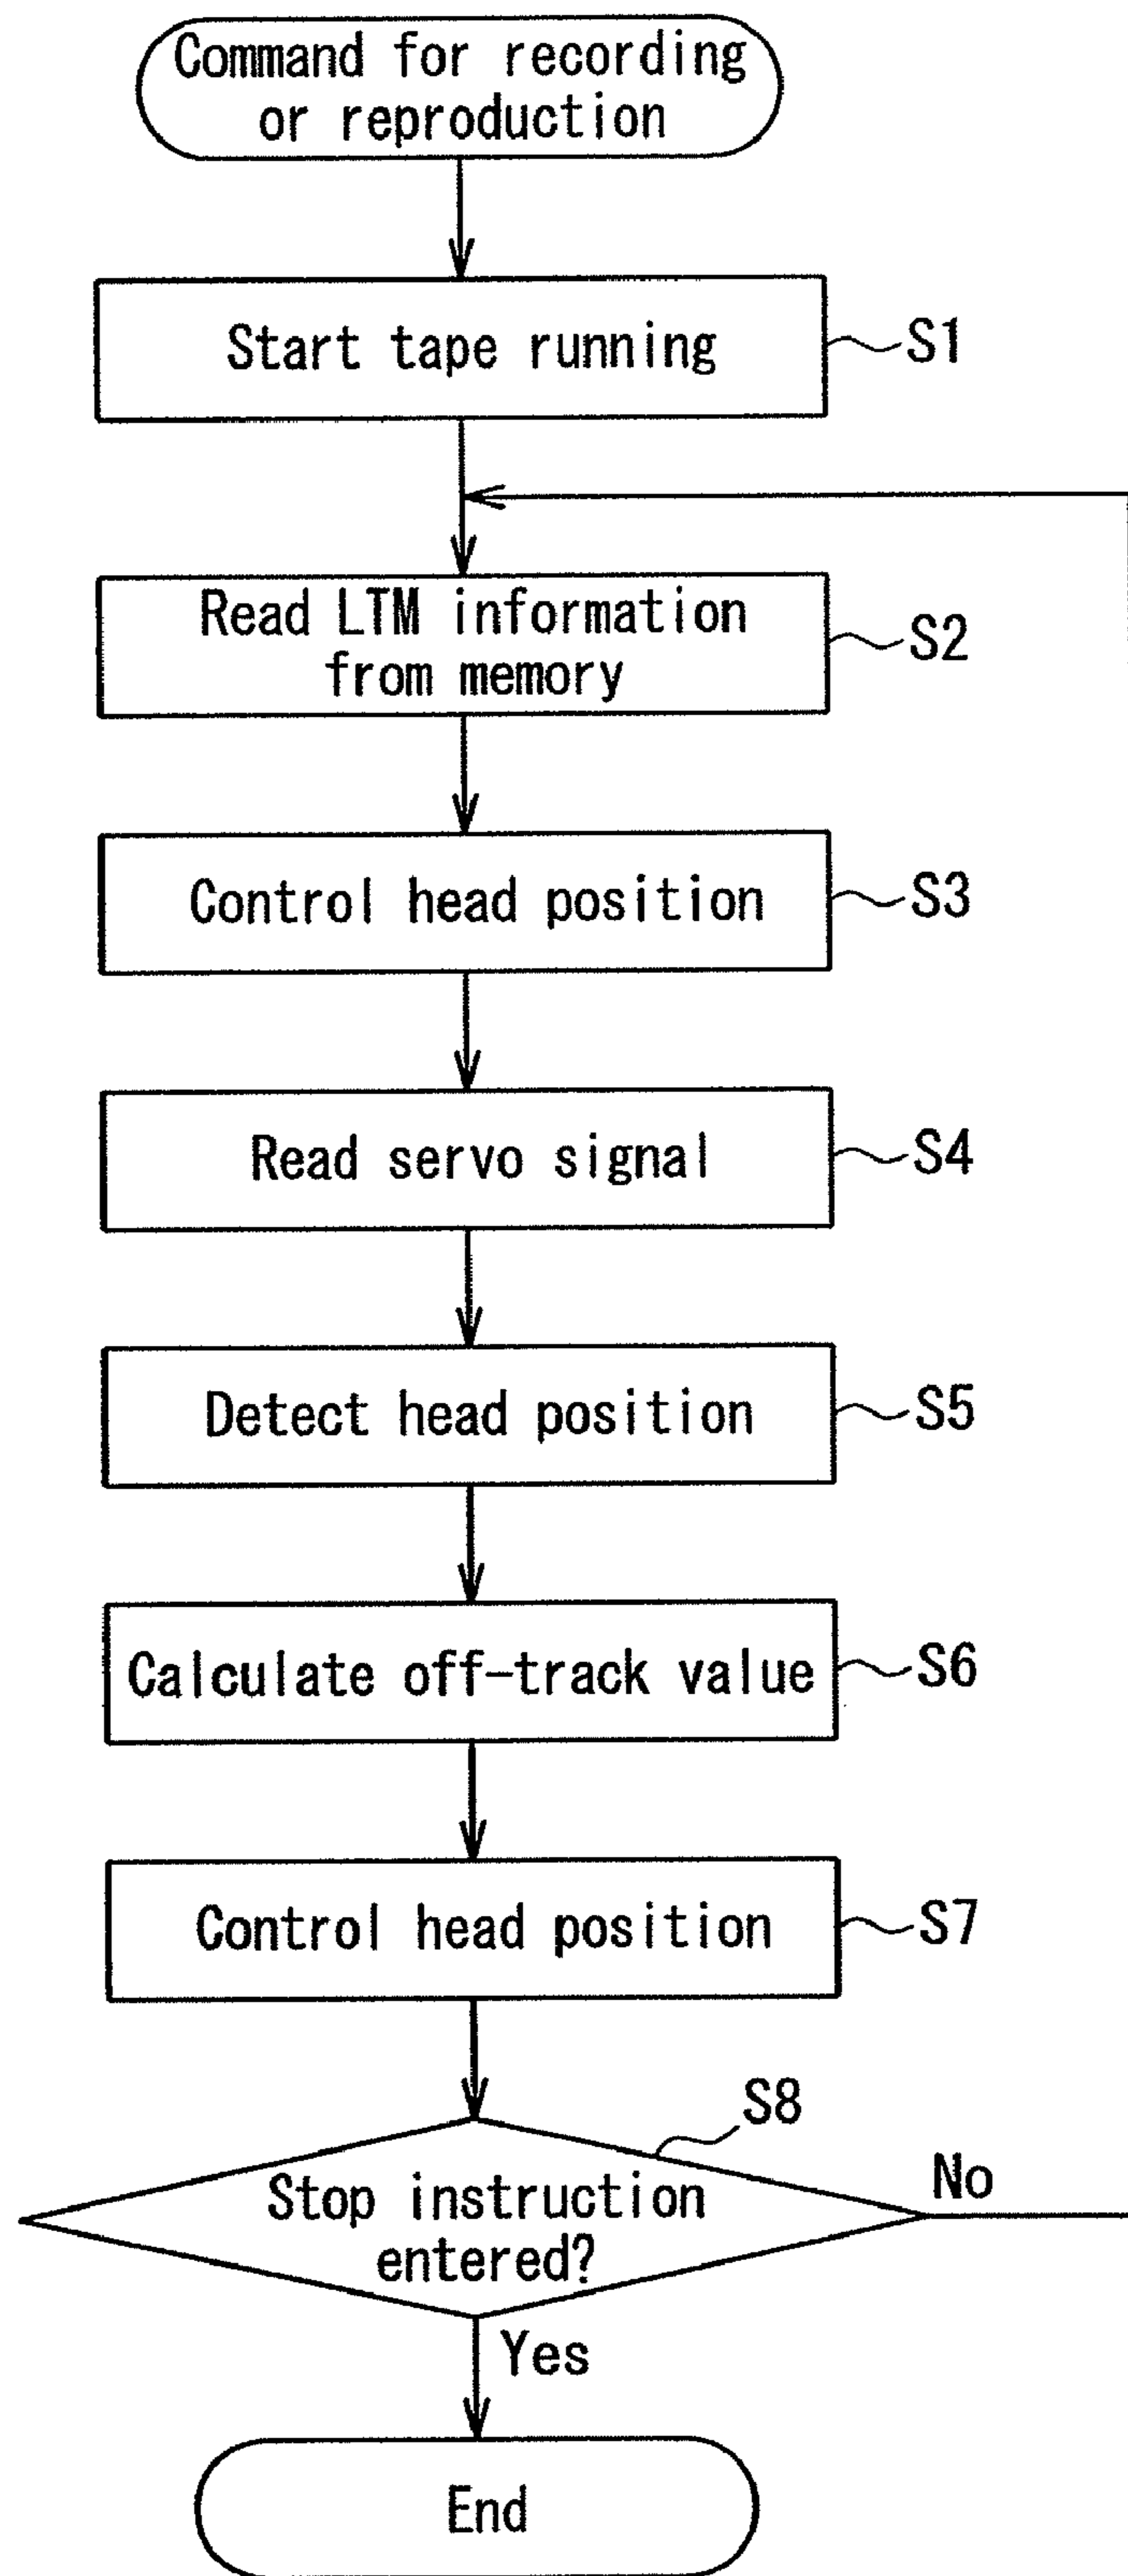 Command for recording
or reproduction
Start tape running
S1
Read LTM information
from memory
S2
Control head position
S3
Read servo signal
S4
Detect head position
S5
Calculate off-track value
S6
Control head position
S7
S8
Stop instruction
entered?
No
Yes
End